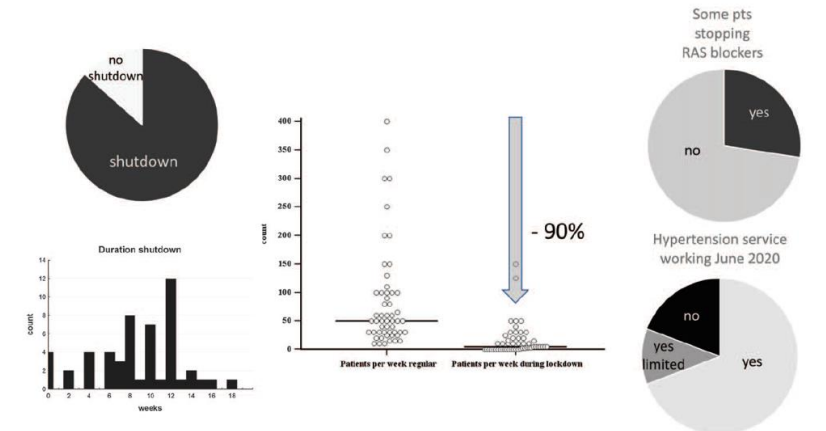 no
shutdown
shutdown
Duration shutdown
14
12
10
8
6
4
2
0
count
0 2 4 6 8 10 12 14 16 18
weeks
400
350
300
250
200
150
100
50
0
count
- 90%
Patients per week regular Patients per week during lockdown
Some pts
stopping
RAS blockers
yes
no
Hypertension service
working June 2020
no
yes
limited
yes